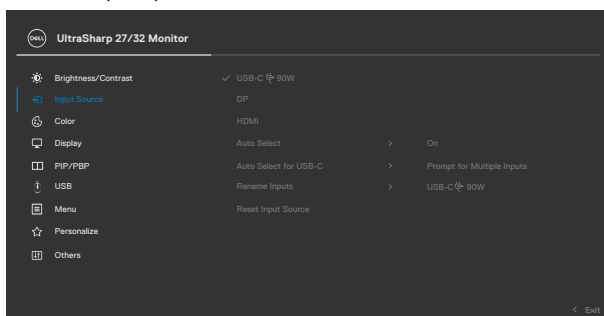 DELL UltraSharp 27/32 Monitor
Brightness/Contrast USB-C 90W
Input Source DP
Color HDMI
Display Auto Select > On
PIP/PBP Auto Select for USB-C > Prompt for Multiple Inputs
USB Rename Inputs > USB-C 90W
Menu Reset Input Source
Personalize
Others
< Exit